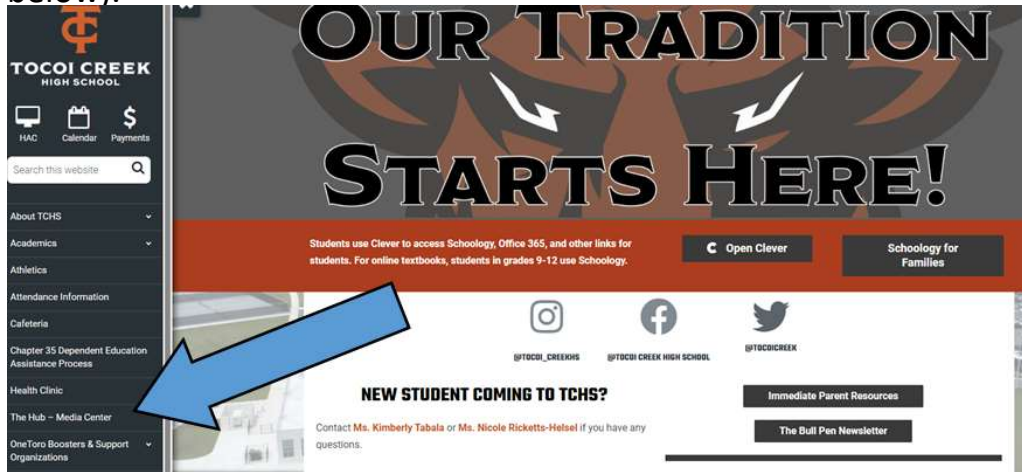 below).
TC
TOCOI CREEK
HIGH SCHOOL
HAC Calendar Payments
Search this website
About TCHS
Academics
Athletics
Attendance Information
Cafeteria
Chapter 35 Dependent Education
Assistance Process
Health Clinic
The Hub – Media Center
OneToro Boosters & Support
Organizations
OUR TRADITION
STARTS HERE!
Students use Clever to access Schoology, Office 365, and other links for
students. For online textbooks, students in grades 9-12 use Schoology.
C Open Clever
Schoology for
Families
@TOCOI_CREEKHS
@TOCOI CREEK HIGH SCHOOL
@TOCOICREEK
NEW STUDENT COMING TO TCHS?
Contact Ms. Kimberly Tabala or Ms. Nicole Ricketts-Helsel if you have any
questions.
Immediate Parent Resources
The Bull Pen Newsletter